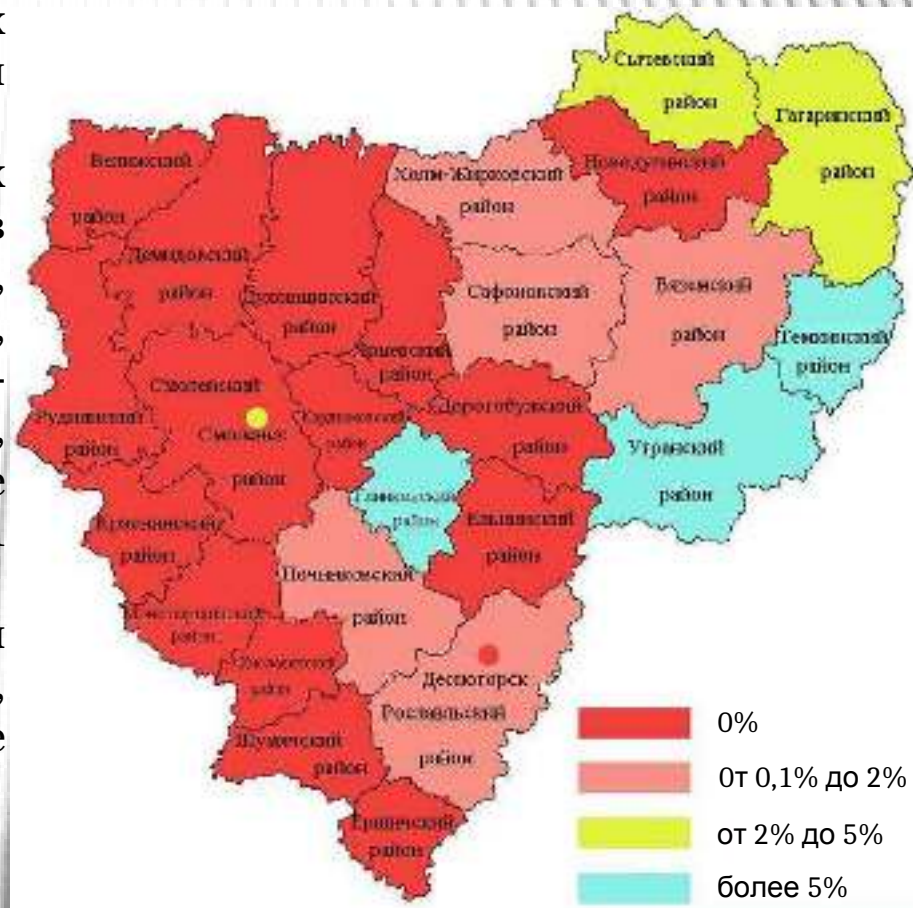 к
и
к
в
,
,
-
,
е
и
,
е
Сычевский
район
Гагаринский
район
Велижский
район
Холм-Жирковский
район
Новодугинский
район
Демидовский
район
Духовщинский
район
Сафоновский
район
Вяземский
район
Темкинский
район
Ярцевский
район
Смоленский
Смоленск
район
Руднянский
район
Кардымовский
район
Дорогобужский
район
Угранский
район
Глинковский
район
Ельнинский
район
Краснинский
район
Починковский
район
Монастырщинский
район
Хиславичский
район
Десногорск
Рославльский
район
Шумячский
район
Ершичский
район
0%
От 0,1% до 2%
от 2% до 5%
более 5%